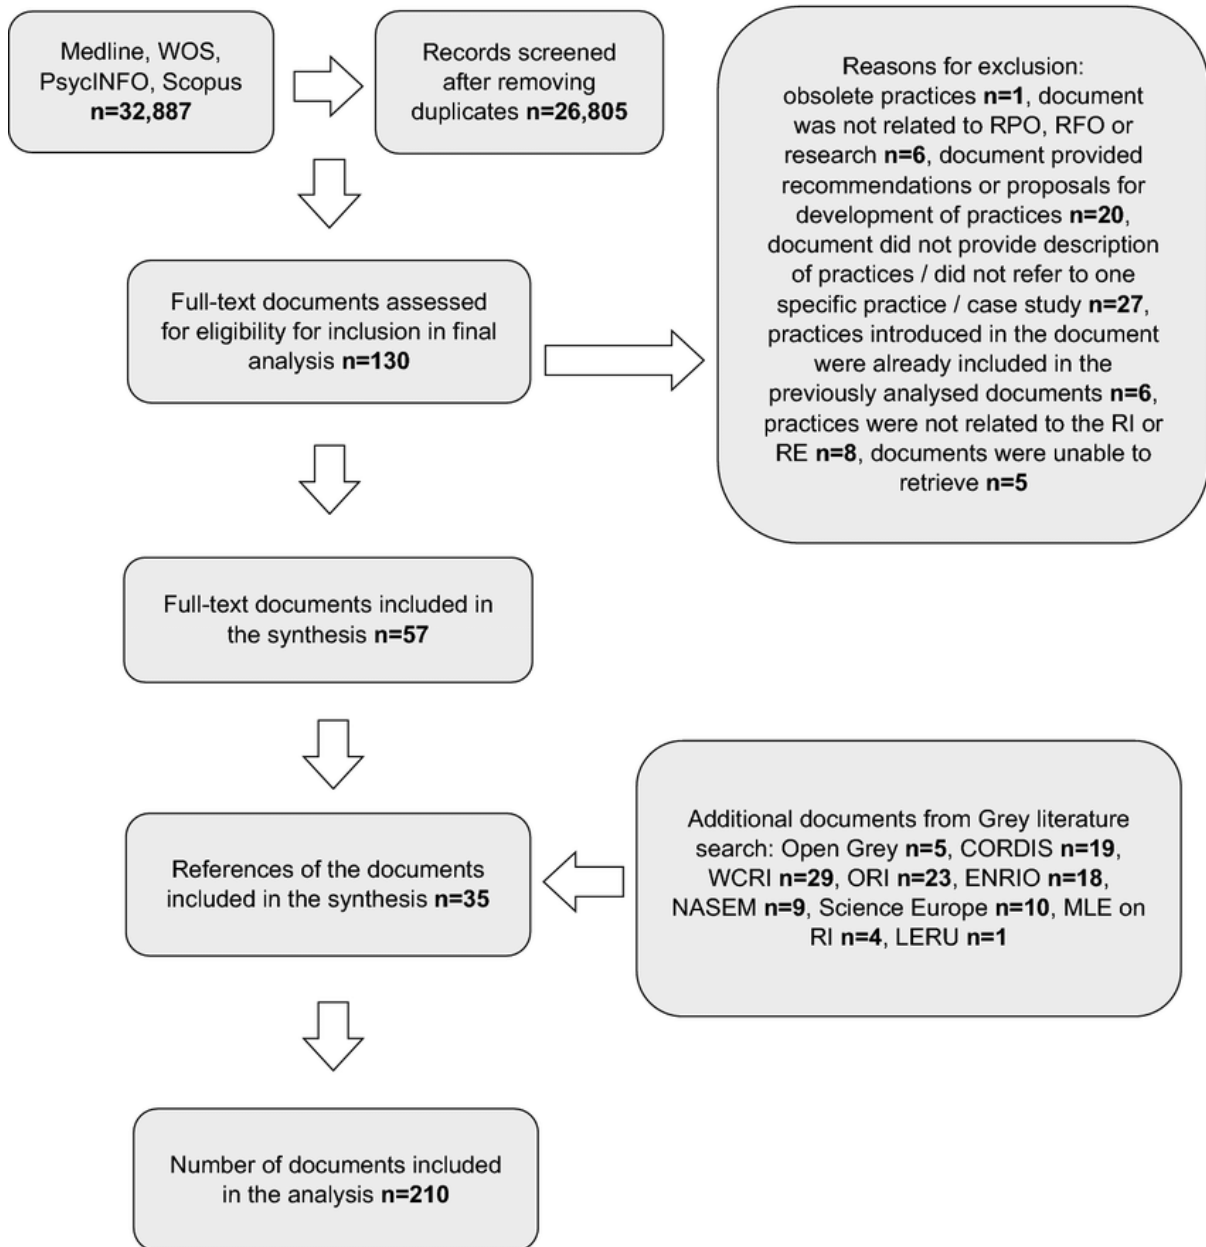 Medline, WOS,
PsycINFO, Scopus
n=32,887
Records screened
after removing
duplicates n=26,805
Reasons for exclusion:
obsolete practices n=1, document
was not related to RPO, RFO or
research n=6, document provided
recommendations or proposals for
development of practices n=20,
document did not provide description
of practices / did not refer to one
specific practice / case study n=27,
practices introduced in the document
were already included in the
previously analysed documents n=6,
practices were not related to the RI or
RE n=8, documents were unable to
retrieve n=5
Full-text documents assessed
for eligibility for inclusion in final
analysis n=130
Full-text documents included in
the synthesis n=57
References of the documents
included in the synthesis n=35
Additional documents from Grey literature
search: Open Grey n=5, CORDIS n=19,
WCRI n=29, ORI n=23, ENRIO n=18,
NASEM n=9, Science Europe n=10, MLE on
RI n=4, LERU n=1
Number of documents included
in the analysis n=210